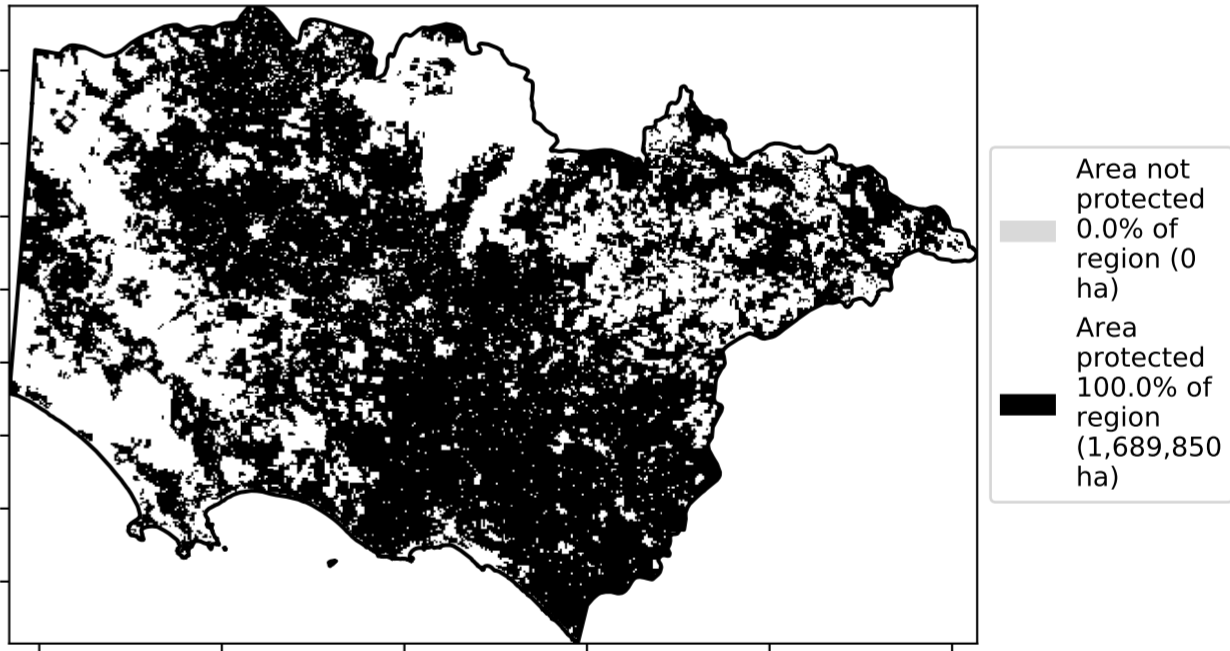 Area not
protected
0.0% of
region (0
ha)
Area
protected
100.0% of
region
(1,689,850
ha)